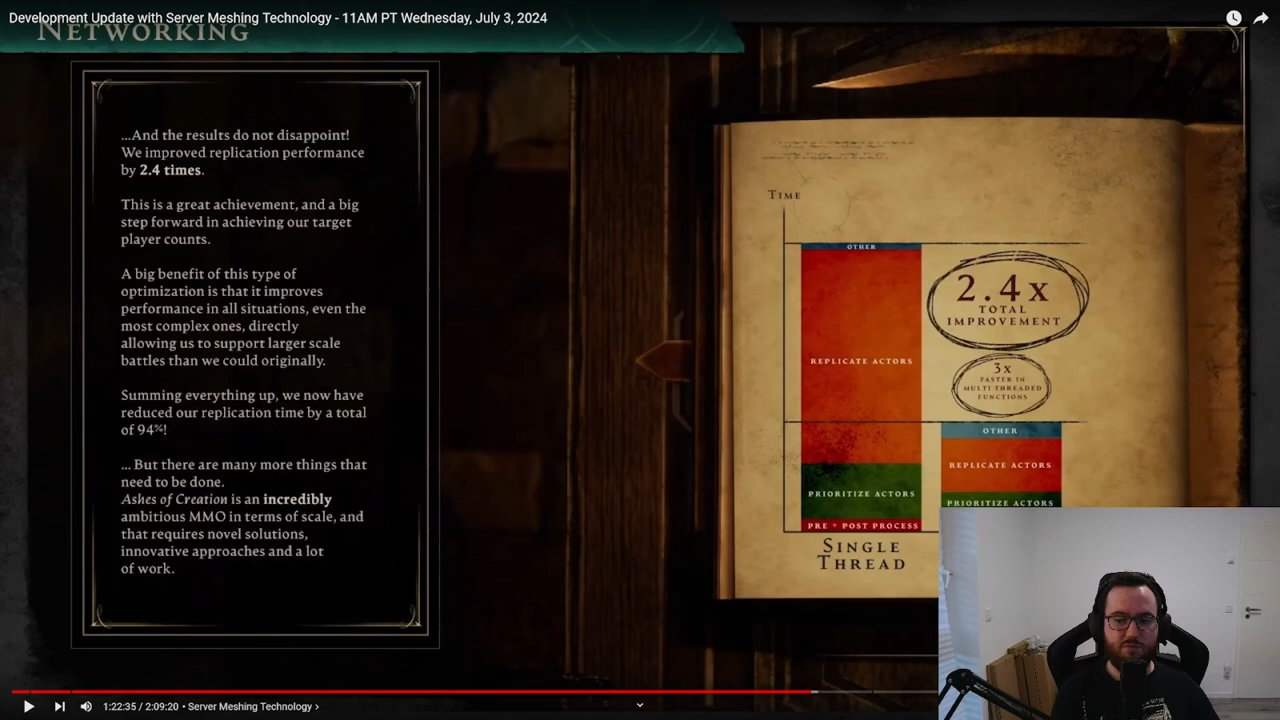 Development Update with Server Meshing Technology - 11AM PT Wednesday, July 3, 2024
NETWORKING
...And the results do not disappoint!
We improved replication performance
by 2.4 times.
This is a great achievement, and a big
step forward in achieving our target
player counts.
A big benefit of this type of
optimization is that it improves
performance in all situations, even the
most complex ones, directly
allowing us to support larger scale
battles than we could originally.
Summing everything up, we now have
reduced our replication time by a total
of 94%!
... But there are many more things that
need to be done.
Ashes of Creation is an incredibly
ambitious MMO in terms of scale, and
that requires novel solutions,
innovative approaches and a lot
of work.
TIME
OTHER
REPLICATE ACTORS
PRIORITIZE ACTORS
PRE + POST PROCESS
SINGLE
THREAD
2.4X
TOTAL
IMPROVEMENT
3X
FASTER IN
MULTI THREADED
FUNCTIONS
OTHER
REPLICATE ACTORS
PRIORITIZE ACTORS
1:22:35 / 2:09:20 • Server Meshing Technology ›